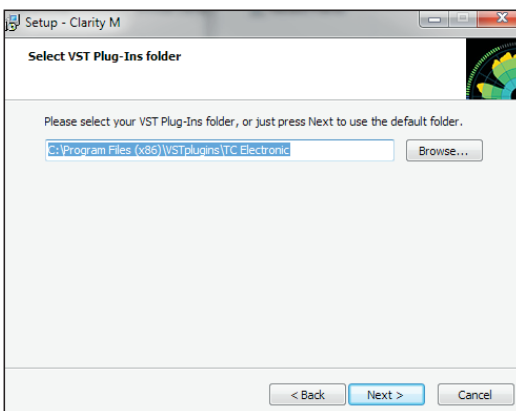 Setup - Clarity M
Select VST Plug-Ins folder
Please select your VST Plug-Ins folder, or just press Next to use the default folder.
C:\Program Files (x86)\VSTplugins\TC Electronic
Browse...
< Back
Next >
Cancel